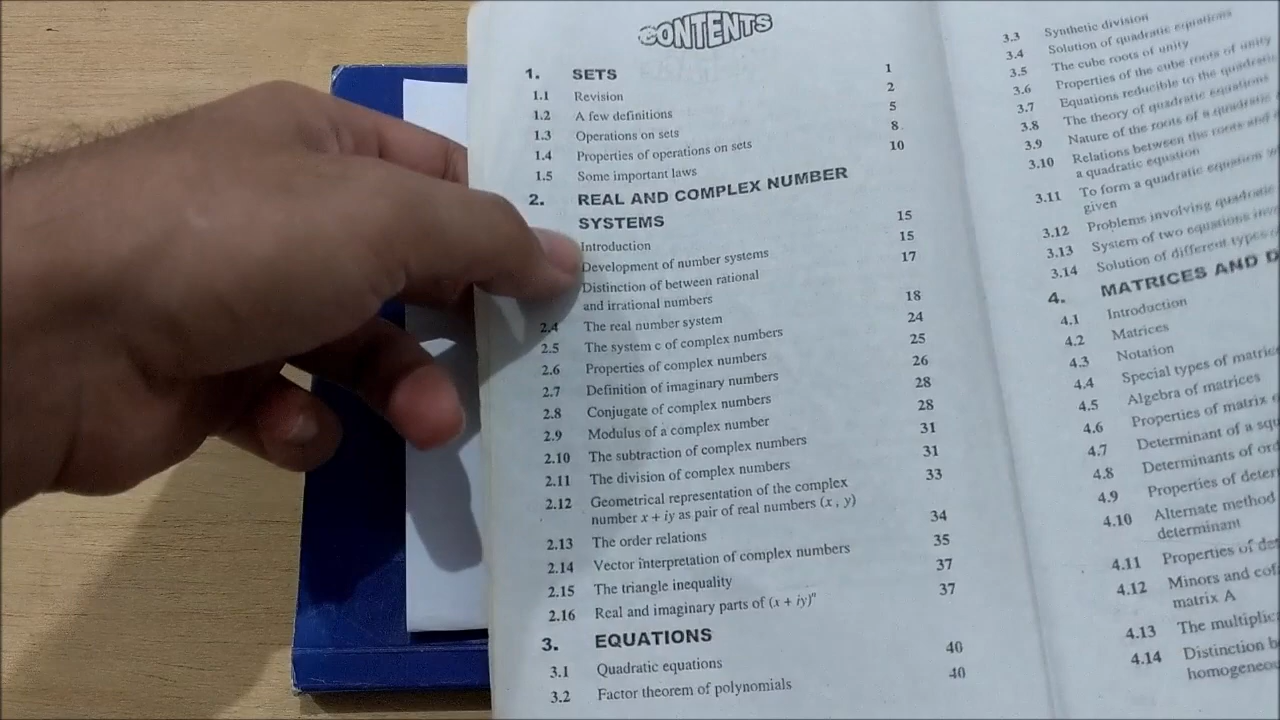 CONTENTS
1. SETS 1
1.1 Revision 2
1.2 A few definitions 5
1.3 Operations on sets 8
1.4 Properties of operations on sets 10
1.5 Some important laws
2. REAL AND COMPLEX NUMBER
SYSTEMS
Introduction 15
Development of number systems 15
Distinction of between rational 17
and irrational numbers
2.4 The real number system 18
2.5 The system c of complex numbers 24
2.6 Properties of complex numbers 25
2.7 Definition of imaginary numbers 26
2.8 Conjugate of complex numbers 28
2.9 Modulus of a complex number 28
2.10 The subtraction of complex numbers 31
2.11 The division of complex numbers 31
2.12 Geometrical representation of the complex 33
number x + iy as pair of real numbers (x , y)
2.13 The order relations 34
2.14 Vector interpretation of complex numbers 35
2.15 The triangle inequality 37
2.16 Real and imaginary parts of (x + iy)ⁿ 37
3. EQUATIONS
3.1 Quadratic equations 40
3.2 Factor theorem of polynomials 40
3.3 Synthetic division
3.4 Solution of quadratic equations
3.5 The cube roots of unity
3.6 Properties of the cube roots of unity
3.7 Equations reducible to the quadratic
3.8 The theory of quadratic equations
3.9 Nature of the roots of a quadratic
3.10 Relations between the roots and
a quadratic equation
3.11 To form a quadratic equation
given
3.12 Problems involving quadratic
3.13 System of two equations
3.14 Solution of different types
4. MATRICES AND D
4.1 Introduction
4.2 Matrices
4.3 Notation
4.4 Special types of matric
4.5 Algebra of matrices
4.6 Properties of matrix
4.7 Determinant of a squ
4.8 Determinants of
4.9 Properties of deter
4.10 Alternate method
determinant
4.11 Properties of
4.12 Minors and cof
matrix A
4.13 The multiplic
4.14 Distinction b
homogeneo